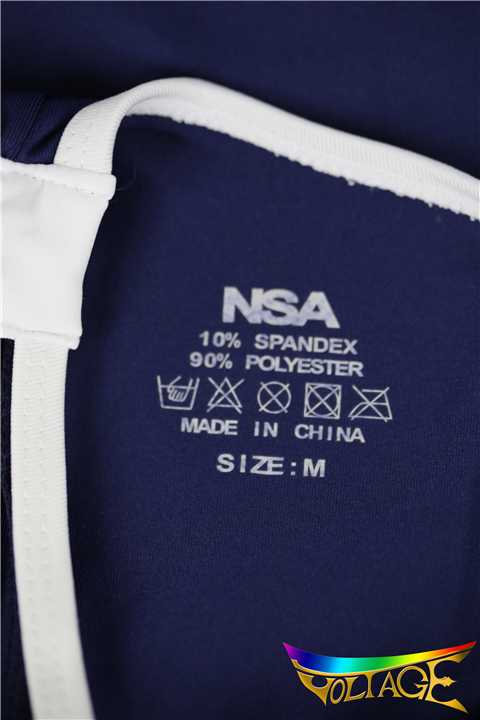 NSA
10% SPANDEX
90% POLYESTER
MADE IN CHINA
SIZE: M
VOLTAGE